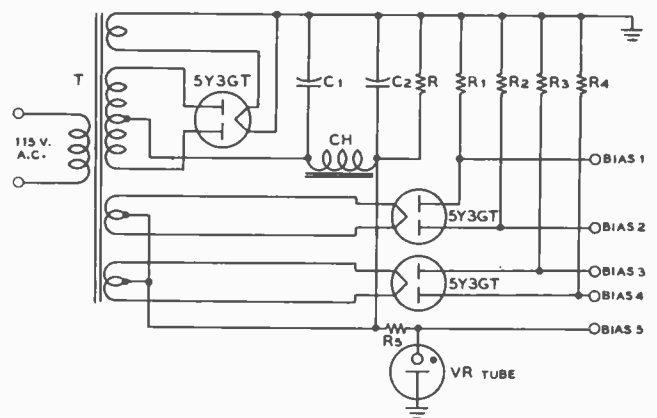 T
115 V.
A.C.
5Y3GT
C1
C2
R
R1
R2
R3
R4
CH
BIAS 1
5Y3GT
BIAS 2
5Y3GT
BIAS 3
BIAS 4
R5
BIAS 5
VR TUBE